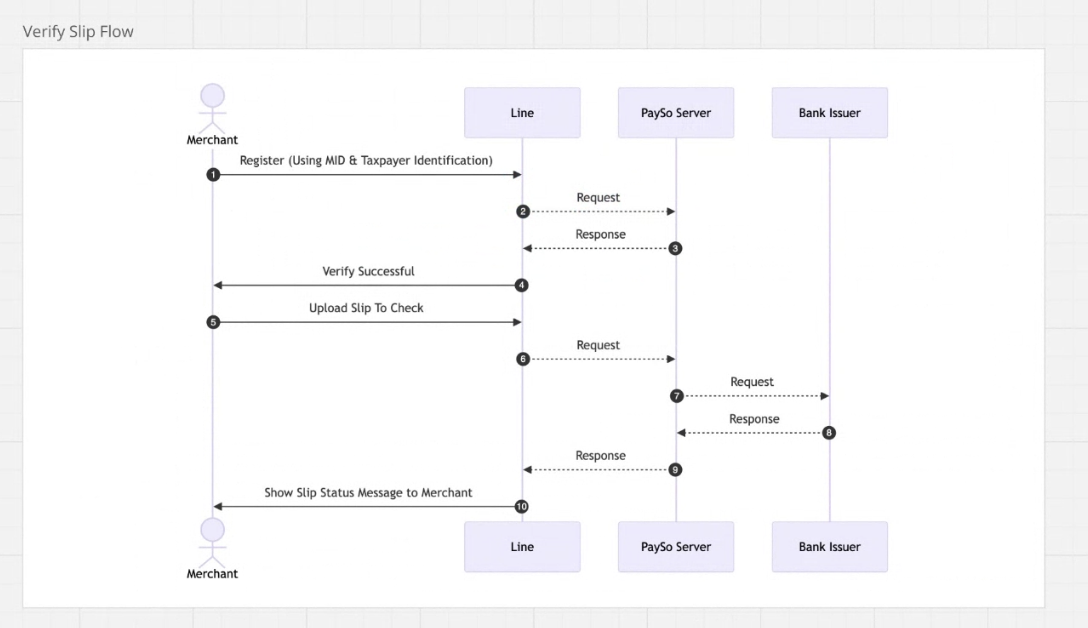 Verify Slip Flow
Merchant
Line
PaySo Server
Bank Issuer
Register (Using MID & Taxpayer Identification)
1
Request
2
Response
3
Verify Successful
4
Upload Slip To Check
5
Request
6
Request
7
Response
8
Response
9
Show Slip Status Message to Merchant
10
Merchant
Line
PaySo Server
Bank Issuer